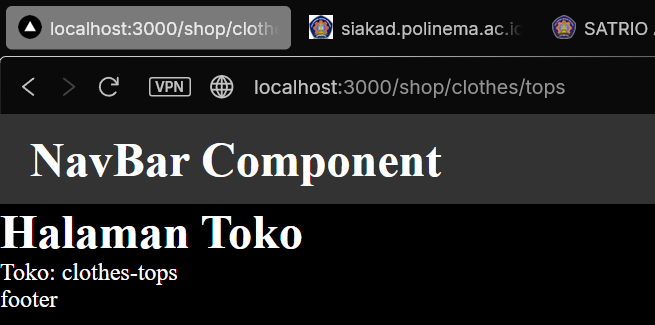 localhost:3000/shop/cloth
siakad.polinema.ac.id
SATRIO
VPN
localhost:3000/shop/clothes/tops
NavBar Component
Halaman Toko
Toko: clothes-tops
footer